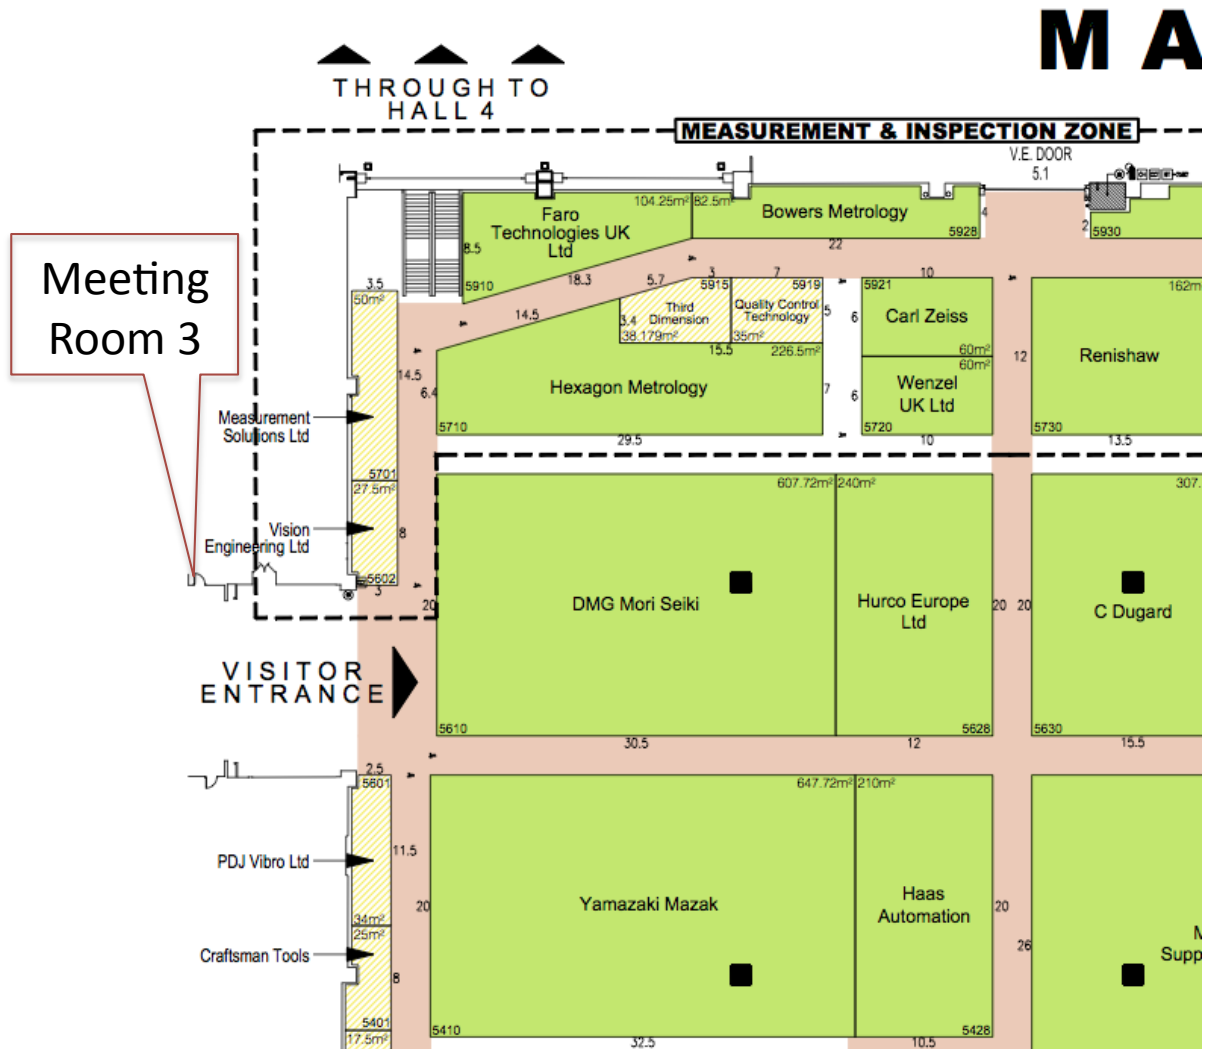 M A
THROUGH TO
HALL 4
MEASUREMENT & INSPECTION ZONE
V.E. DOOR
5.1
Meeting
Room 3
Faro
Technologies UK
Ltd
104.25m²
8.5
5910
18.3
82.5m²
Bowers Metrology
5928
22
4
2
5930
3.5
50m²
14.5
5.7
3
7
10
5915
Third
Dimension
3.4
38.179m²
5919
Quality Control
Technology
35m²
5
15.5
226.5m²
5921
Carl Zeiss
60m²
6
12
162m²
Renishaw
5730
13.5
14.5
6.4
Hexagon Metrology
5710
29.5
7
60m²
Wenzel
UK Ltd
6
5720
10
Measurement
Solutions Ltd
5701
27.5m²
Vision
Engineering Ltd
8
5602
3
607.72m²
DMG Mori Seiki
20
5610
30.5
240m²
Hurco Europe
Ltd
20
5628
12
307.
20
C Dugard
5630
15.5
VISITOR
ENTRANCE
2.5
5601
PDJ Vibro Ltd
11.5
34m²
25m²
Craftsman Tools
8
5401
17.5m²
647.72m²
Yamazaki Mazak
20
5410
32.5
210m²
Haas
Automation
20
5428
10.5
26
M
Supp